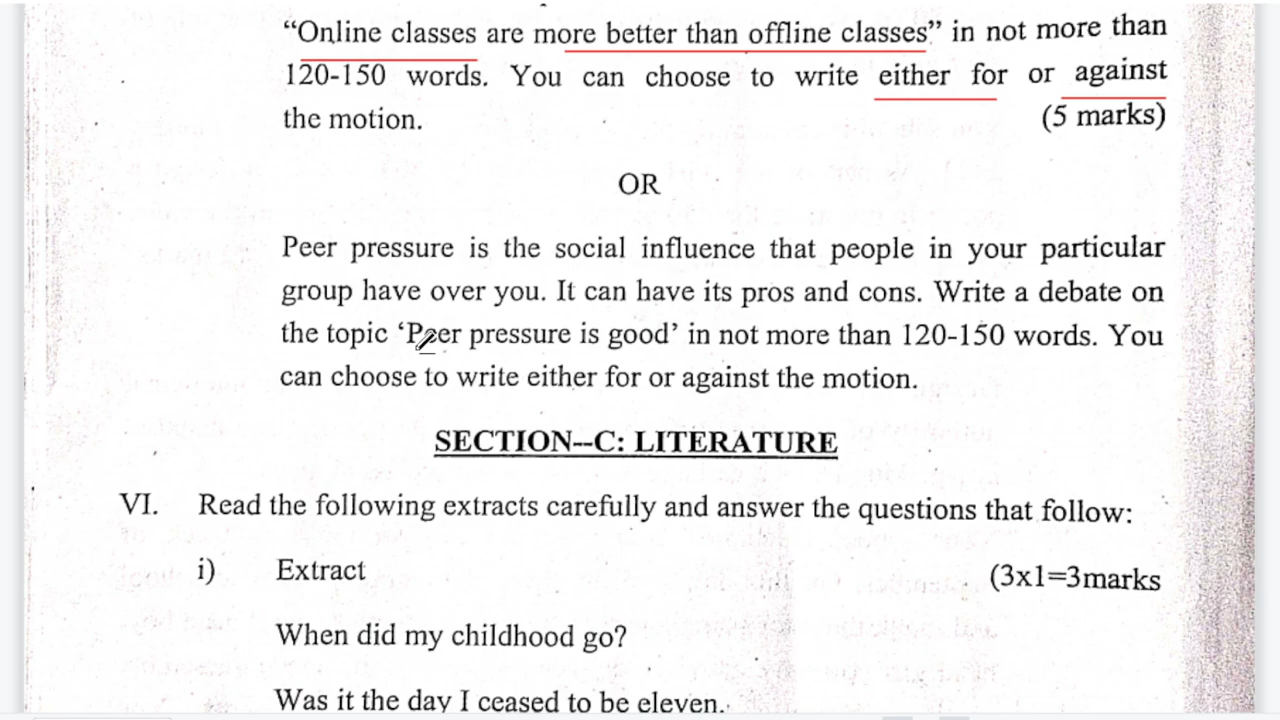 “Online classes are more better than offline classes” in not more than
120-150 words. You can choose to write either for or against
the motion. (5 marks)
OR
Peer pressure is the social influence that people in your particular
group have over you. It can have its pros and cons. Write a debate on
the topic ‘Peer pressure is good’ in not more than 120-150 words. You
can choose to write either for or against the motion.
SECTION--C: LITERATURE
VI. Read the following extracts carefully and answer the questions that follow:
i) Extract (3x1=3marks
When did my childhood go?
Was it the day I ceased to be eleven.